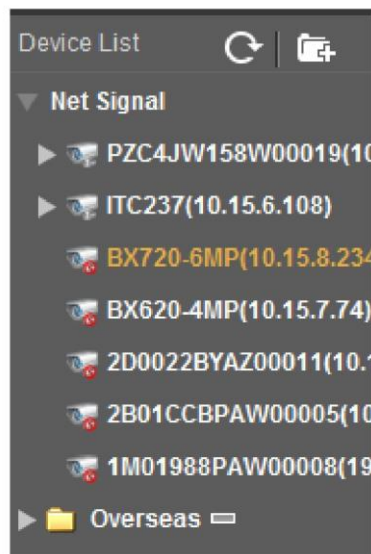 Device List
Net Signal
PZC4JW158W00019(10
ITC237(10.15.6.108)
BX720-6MP(10.15.8.234
BX620-4MP(10.15.7.74)
2D0022BYAZ00011(10.1
2B01CCBPAW00005(10
1M01988PAW00008(19
Overseas